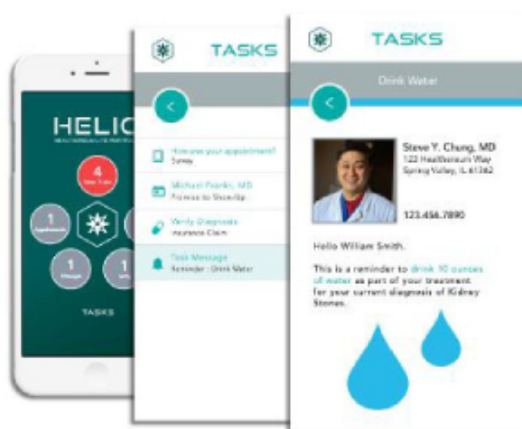 HELIO
4
1
1
1
TASKS
TASKS
<
How was your appointment?
Survey
Michael Franklin, MD
Promise to Show-Up
Verify Diagnosis
Insurance Claim
Task Message
Reminder : Drink Water
TASKS
Drink Water
<
Steve Y. Chung, MD
122 Healthereum Way
Spring Valley, IL 61362
123.456.7890
Hello William Smith,
This is a reminder to drink 10 ounces
of water as part of your treatment
for your current diagnosis of Kidney
Stones.